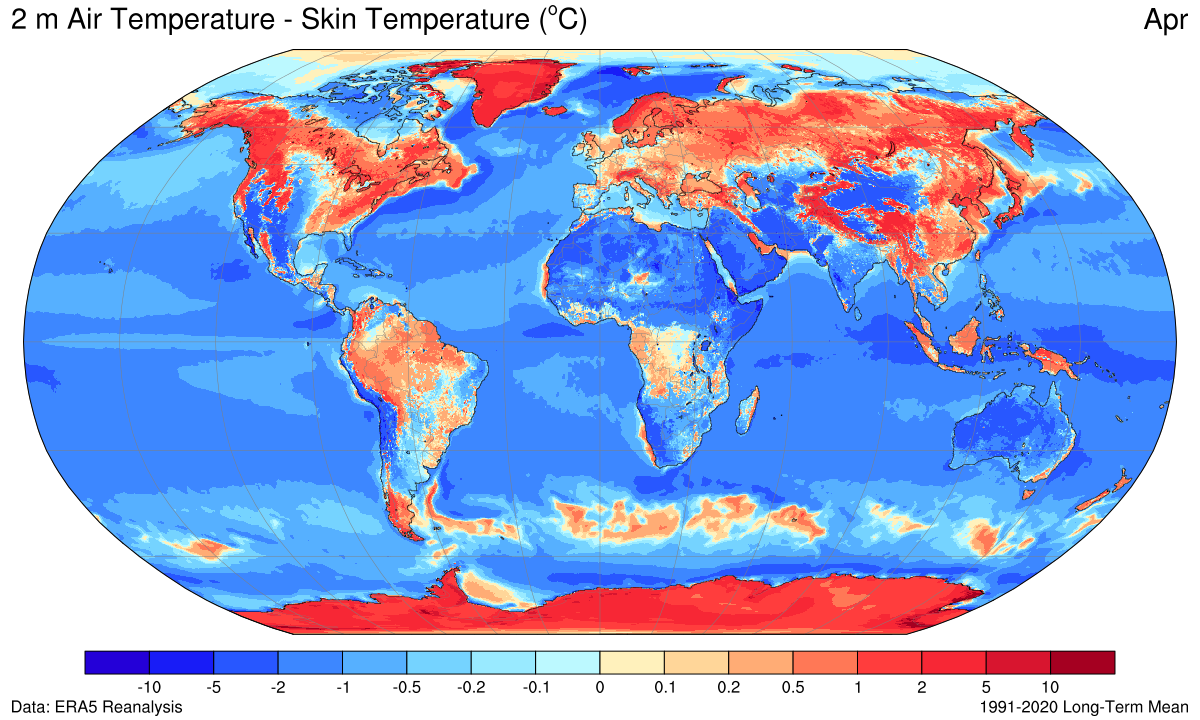 2 m Air Temperature - Skin Temperature (°C)
Apr
-10 -5 -2 -1 -0.5 -0.2 -0.1 0 0.1 0.2 0.5 1 2 5 10
Data: ERA5 Reanalysis
1991-2020 Long-Term Mean